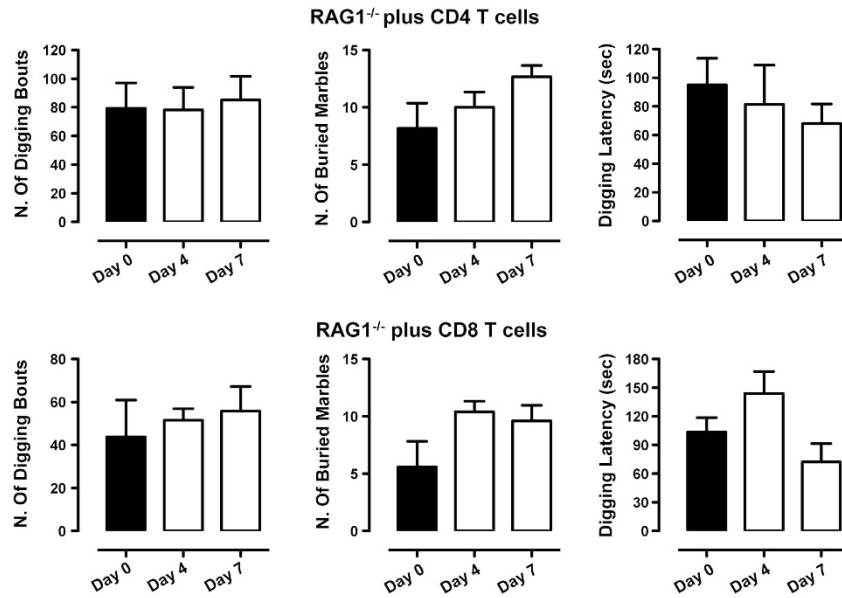 RAG1-/- plus CD4 T cells
N. Of Digging Bouts
120
100
80
60
40
20
0
Day 0
Day 4
Day 7
N. Of Buried Marbles
15
10
5
0
Day 0
Day 4
Day 7
Digging Latency (sec)
120
100
80
60
40
20
0
Day 0
Day 4
Day 7
RAG1-/- plus CD8 T cells
N. Of Digging Bouts
80
60
40
20
0
Day 0
Day 4
Day 7
N. Of Buried Marbles
15
10
5
0
Day 0
Day 4
Day 7
Digging Latency (sec)
180
150
120
90
60
30
0
Day 0
Day 4
Day 7